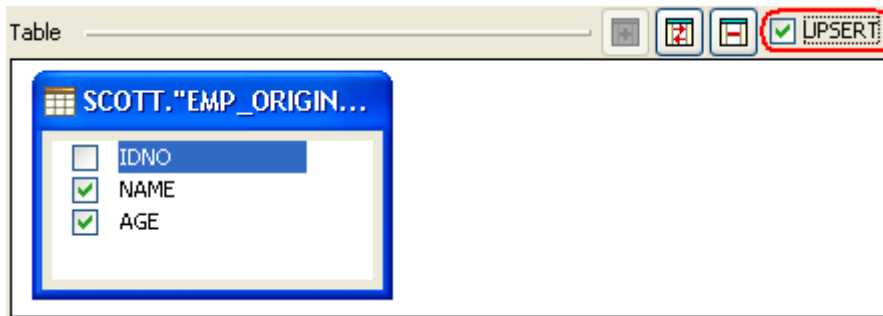 Table
UPSERT
SCOTT."EMP_ORIGIN...
IDNO
NAME
AGE